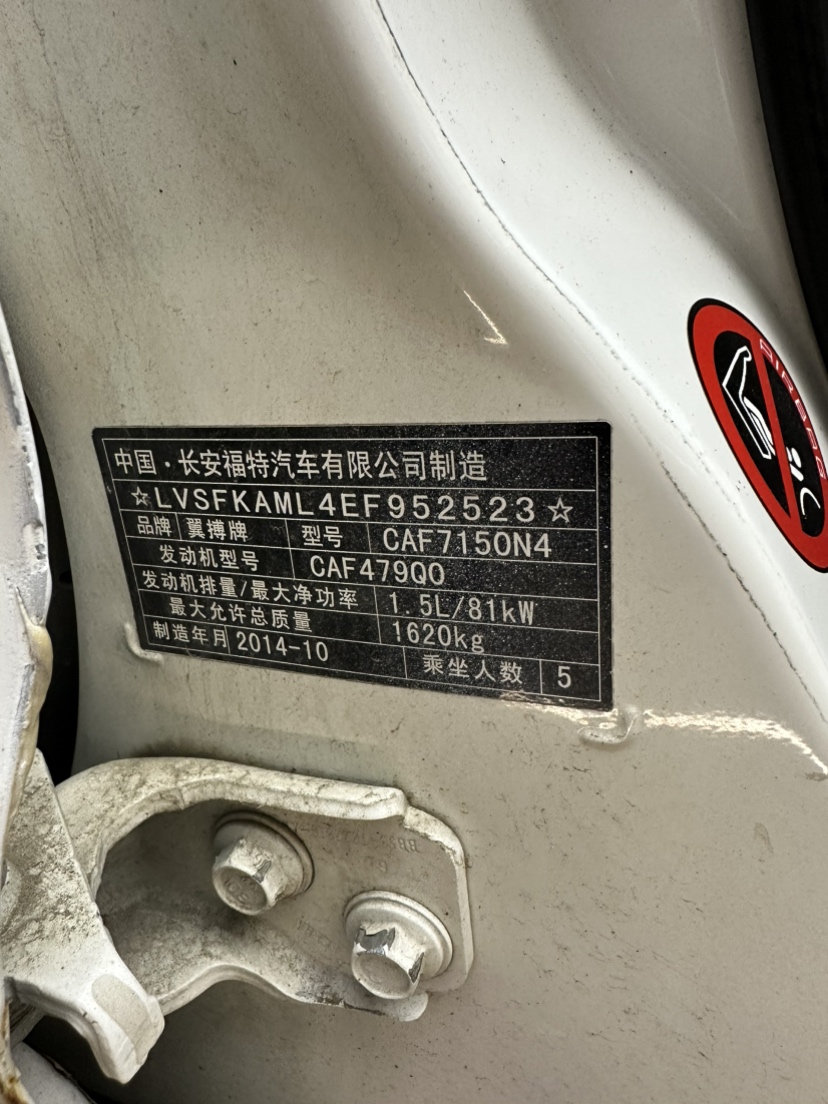 中国·长安福特汽车有限公司制造
☆LVSFKAML4EF952523☆
品牌 翼搏牌 型号 CAF7150N4
发动机型号 CAF479Q0
发动机排量/最大净功率 1.5L/81kW
最大允许总质量 1620kg
制造年月 2014-10 乘坐人数 5
AIRBAG